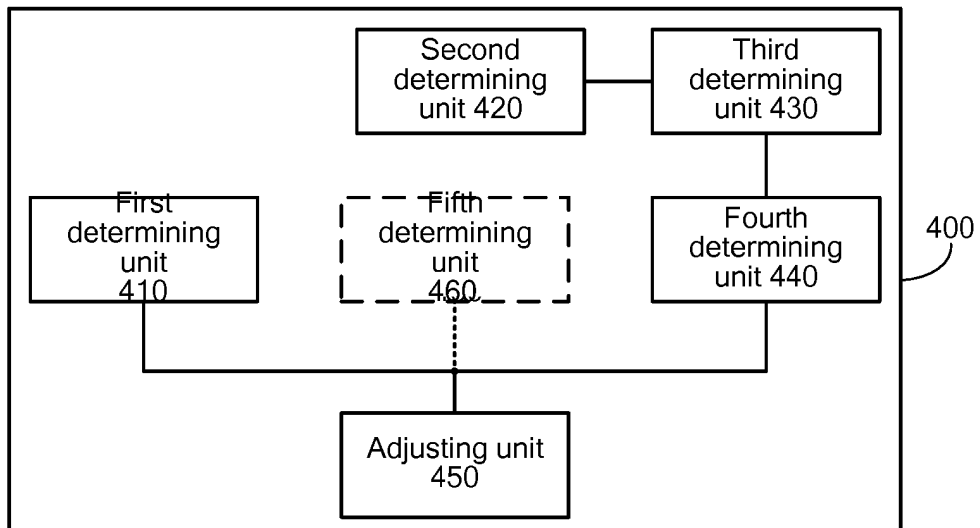 Second
determining
unit 420
Third
determining
unit 430
First
determining
unit
410
Fifth
determining
unit
460
Fourth
determining
unit 440
400
Adjusting unit
450